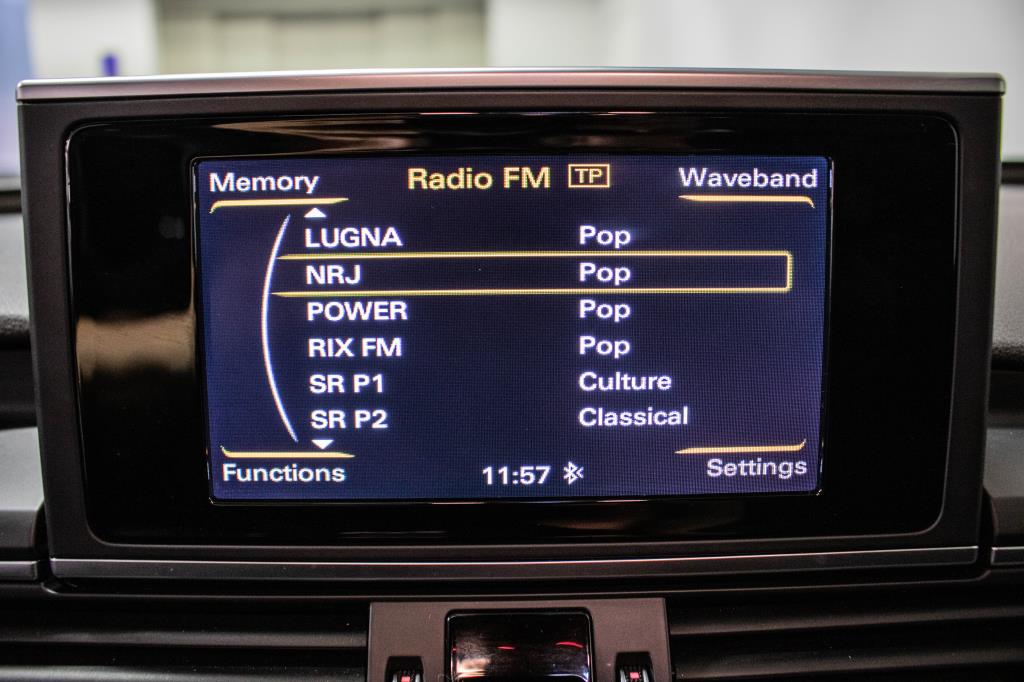 Memory Radio FM TP Waveband
LUGNA Pop
NRJ Pop
POWER Pop
RIX FM Pop
SR P1 Culture
SR P2 Classical
Functions 11:57 Settings